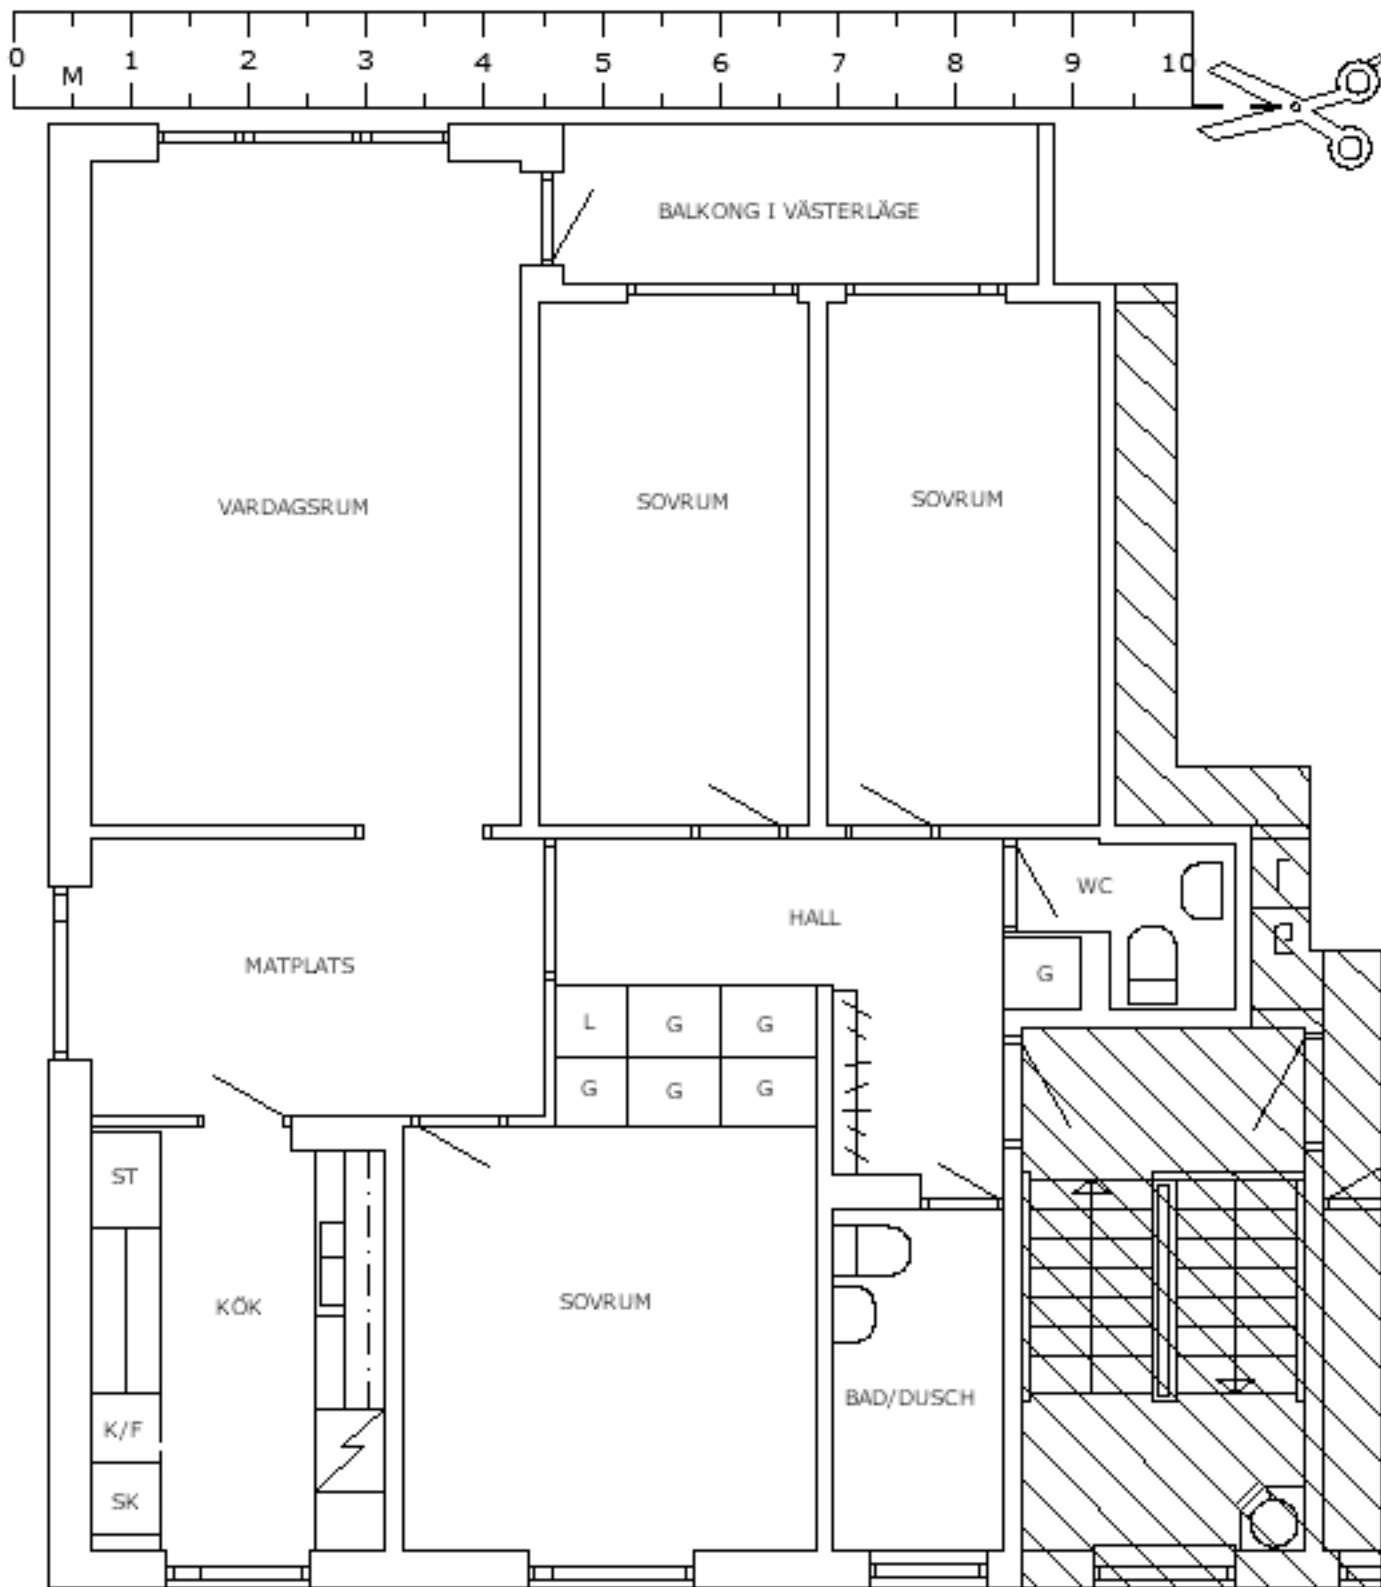 0 1 2 3 4 5 6 7 8 9 10
M
BALKONG I VÄSTERLÄGE
VARDAGSRUM
SOVRUM
SOVRUM
WC
HALL
MATPLATS
G
L G G
G G G
ST
KÖK
SOVRUM
BAD/DUSCH
K/F
SK